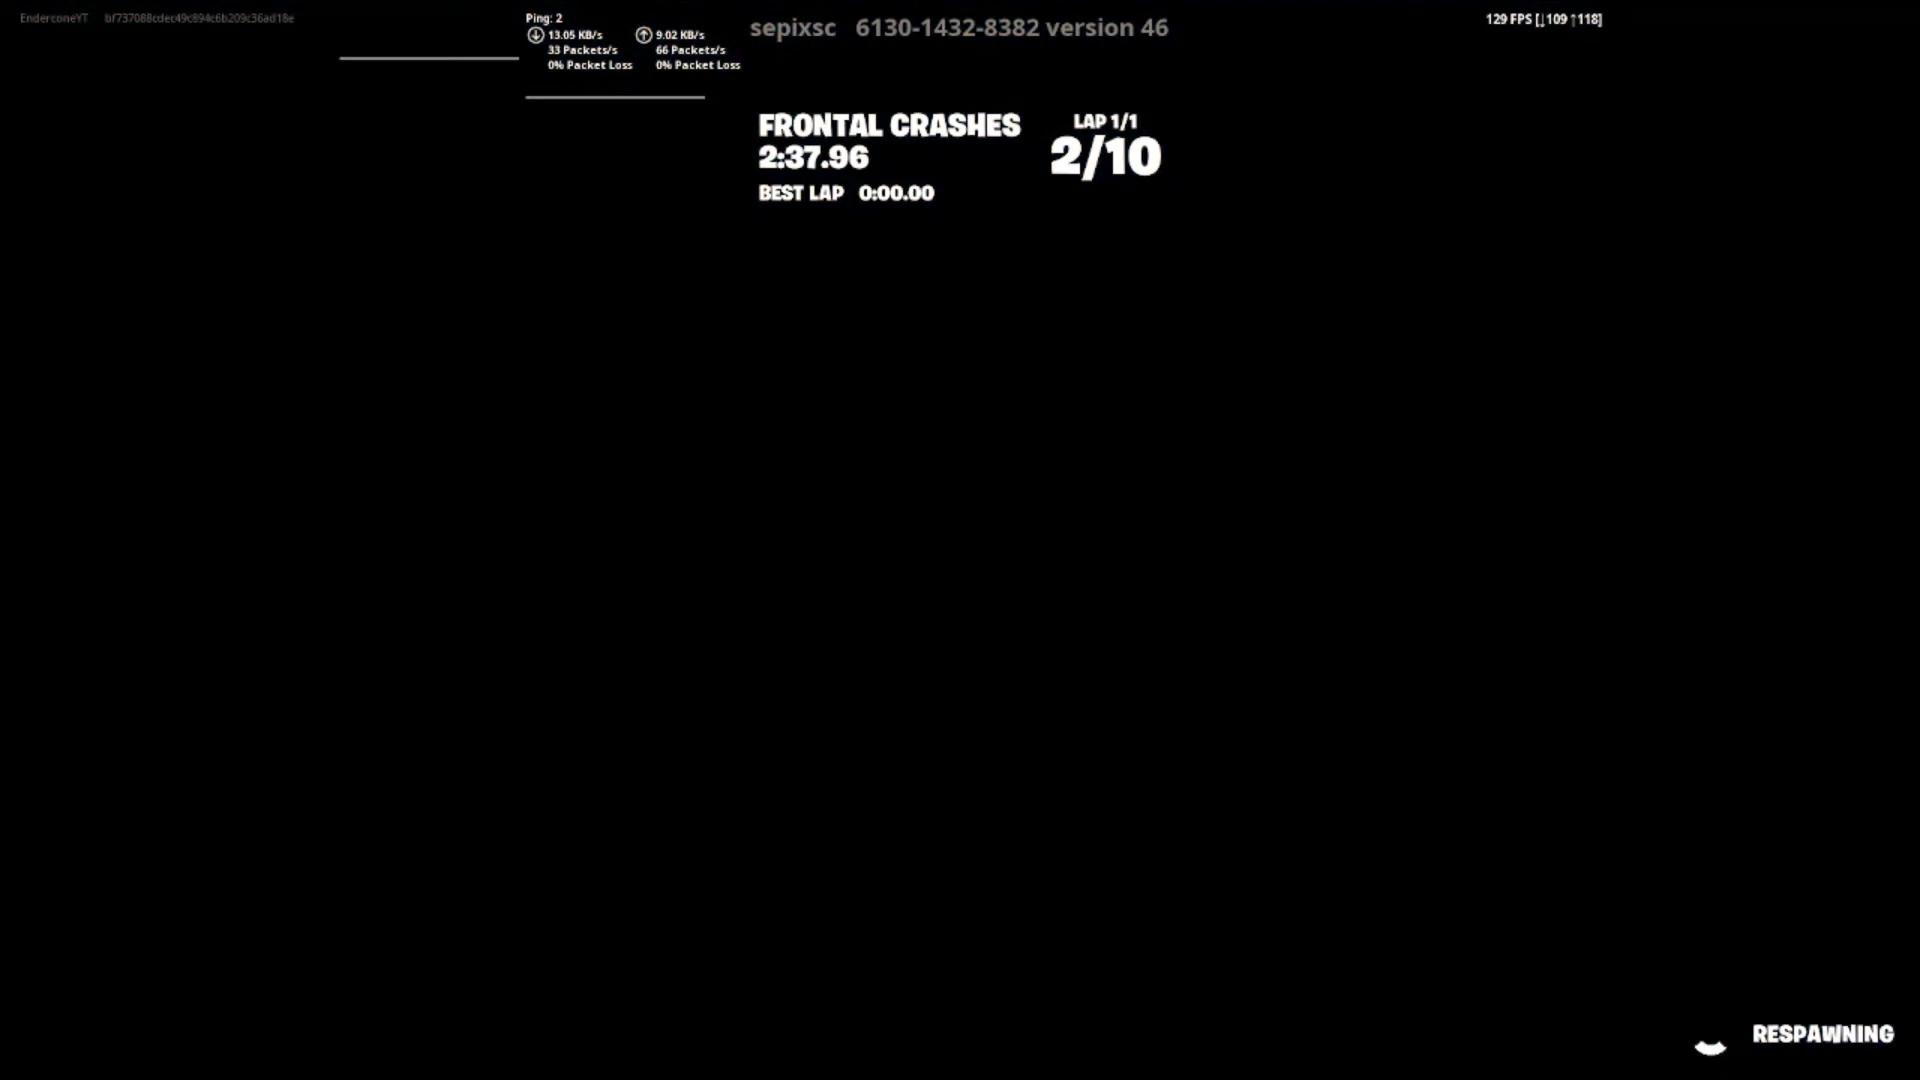 EnderconeYT
Ping: 2
13.05 KB/s 9.02 KB/s
33 Packets/s 66 Packets/s
0% Packet Loss 0% Packet Loss
sepixsc 6130-1432-8382 version 46
129 FPS [↓109 ↑118]
FRONTAL CRASHES
2:37.96
BEST LAP 0:00.00
LAP 1/1
2/10
RESPAWNING